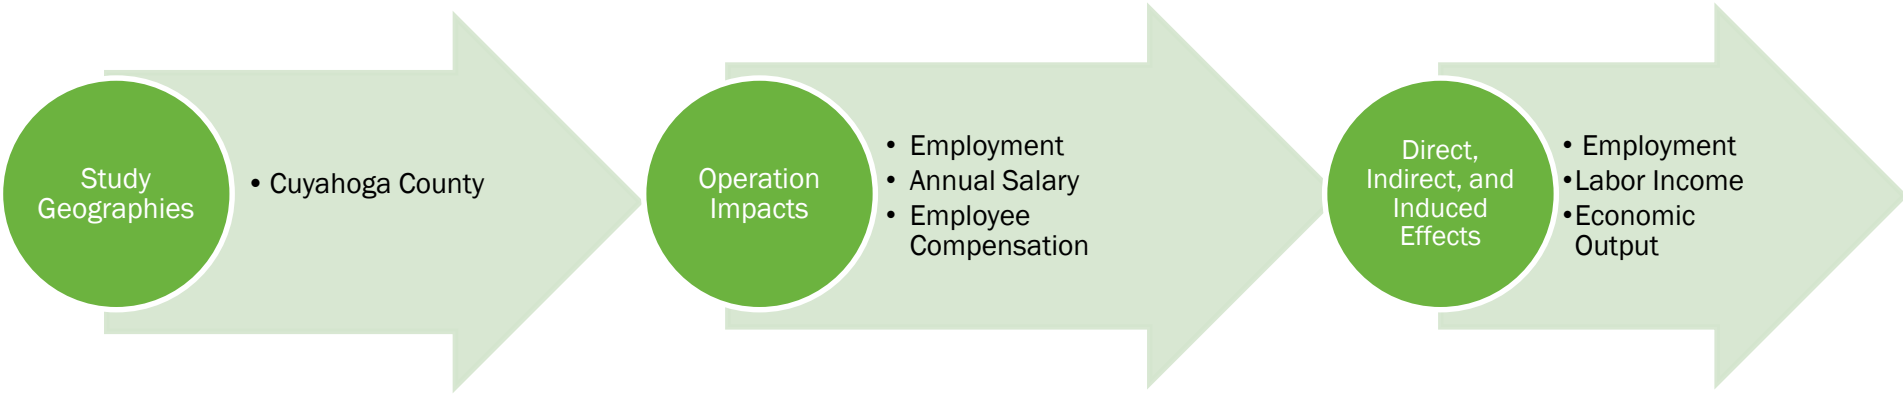 Study
Geographies
• Cuyahoga County
Operation
Impacts
• Employment
• Annual Salary
• Employee
Compensation
Direct,
Indirect, and
Induced
Effects
• Employment
•Labor Income
•Economic
Output